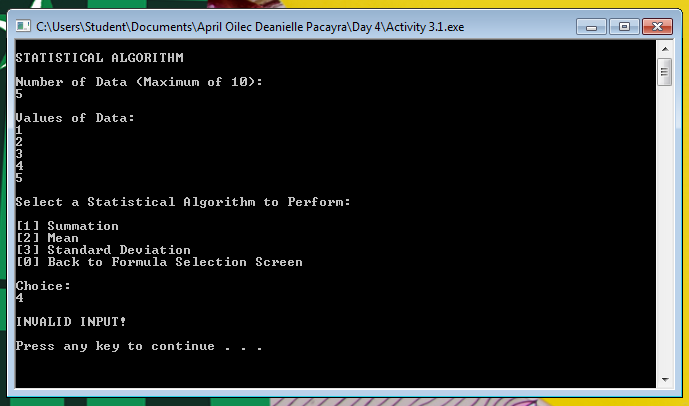 C:\Users\Student\Documents\April Oilec Deanielle Pacayra\Day 4\Activity 3.1.exe
STATISTICAL ALGORITHM
Number of Data (Maximum of 10):
5
Values of Data:
1
2
3
4
5
Select a Statistical Algorithm to Perform:
[1] Summation
[2] Mean
[3] Standard Deviation
[0] Back to Formula Selection Screen
Choice:
4
INVALID INPUT!
Press any key to continue . . .